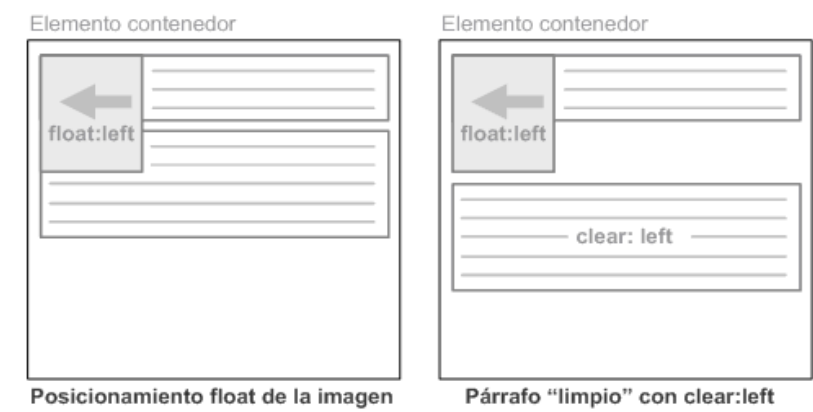 Elemento contenedor
float:left
Posicionamiento float de la imagen
Elemento contenedor
float:left
clear: left
Párrafo “limpio” con clear:left